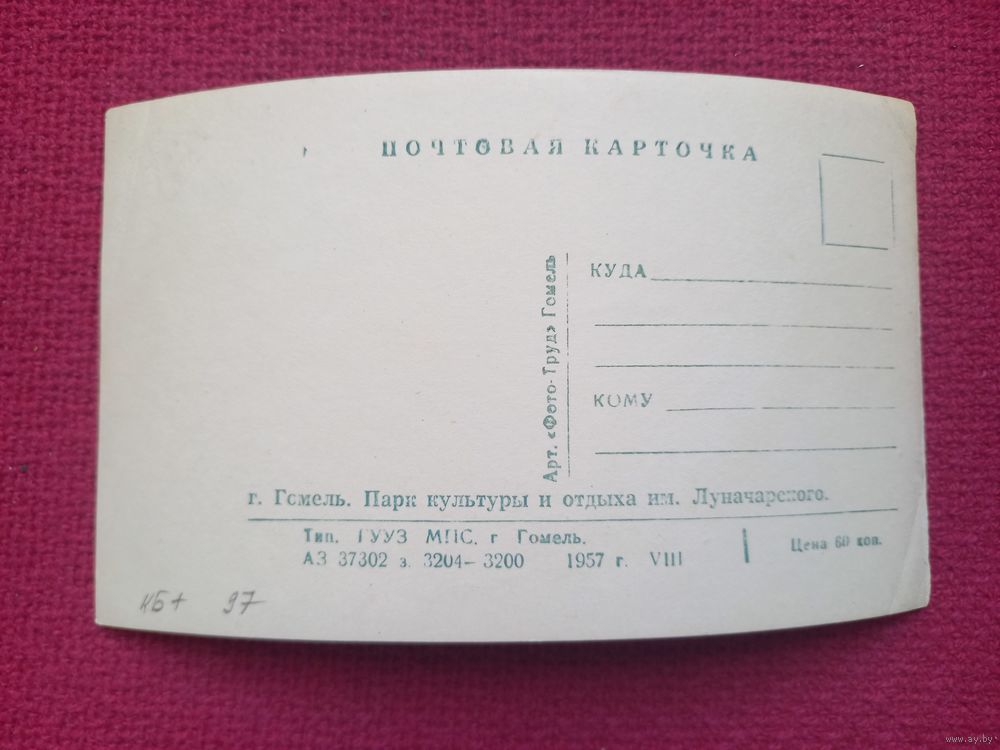 ПОЧТОВАЯ КАРТОЧКА
КУДА
КОМУ
Арт. «Фото-Труд» Гомель
г. Гомель. Парк культуры и отдыха им. Луначарского.
Тип. ГУУЗ МПС. г Гомель.
АЗ 37302 з. 3204—3200 1957 г. VIII
Цена 60 коп.
КБ+ 97
www.ay.by